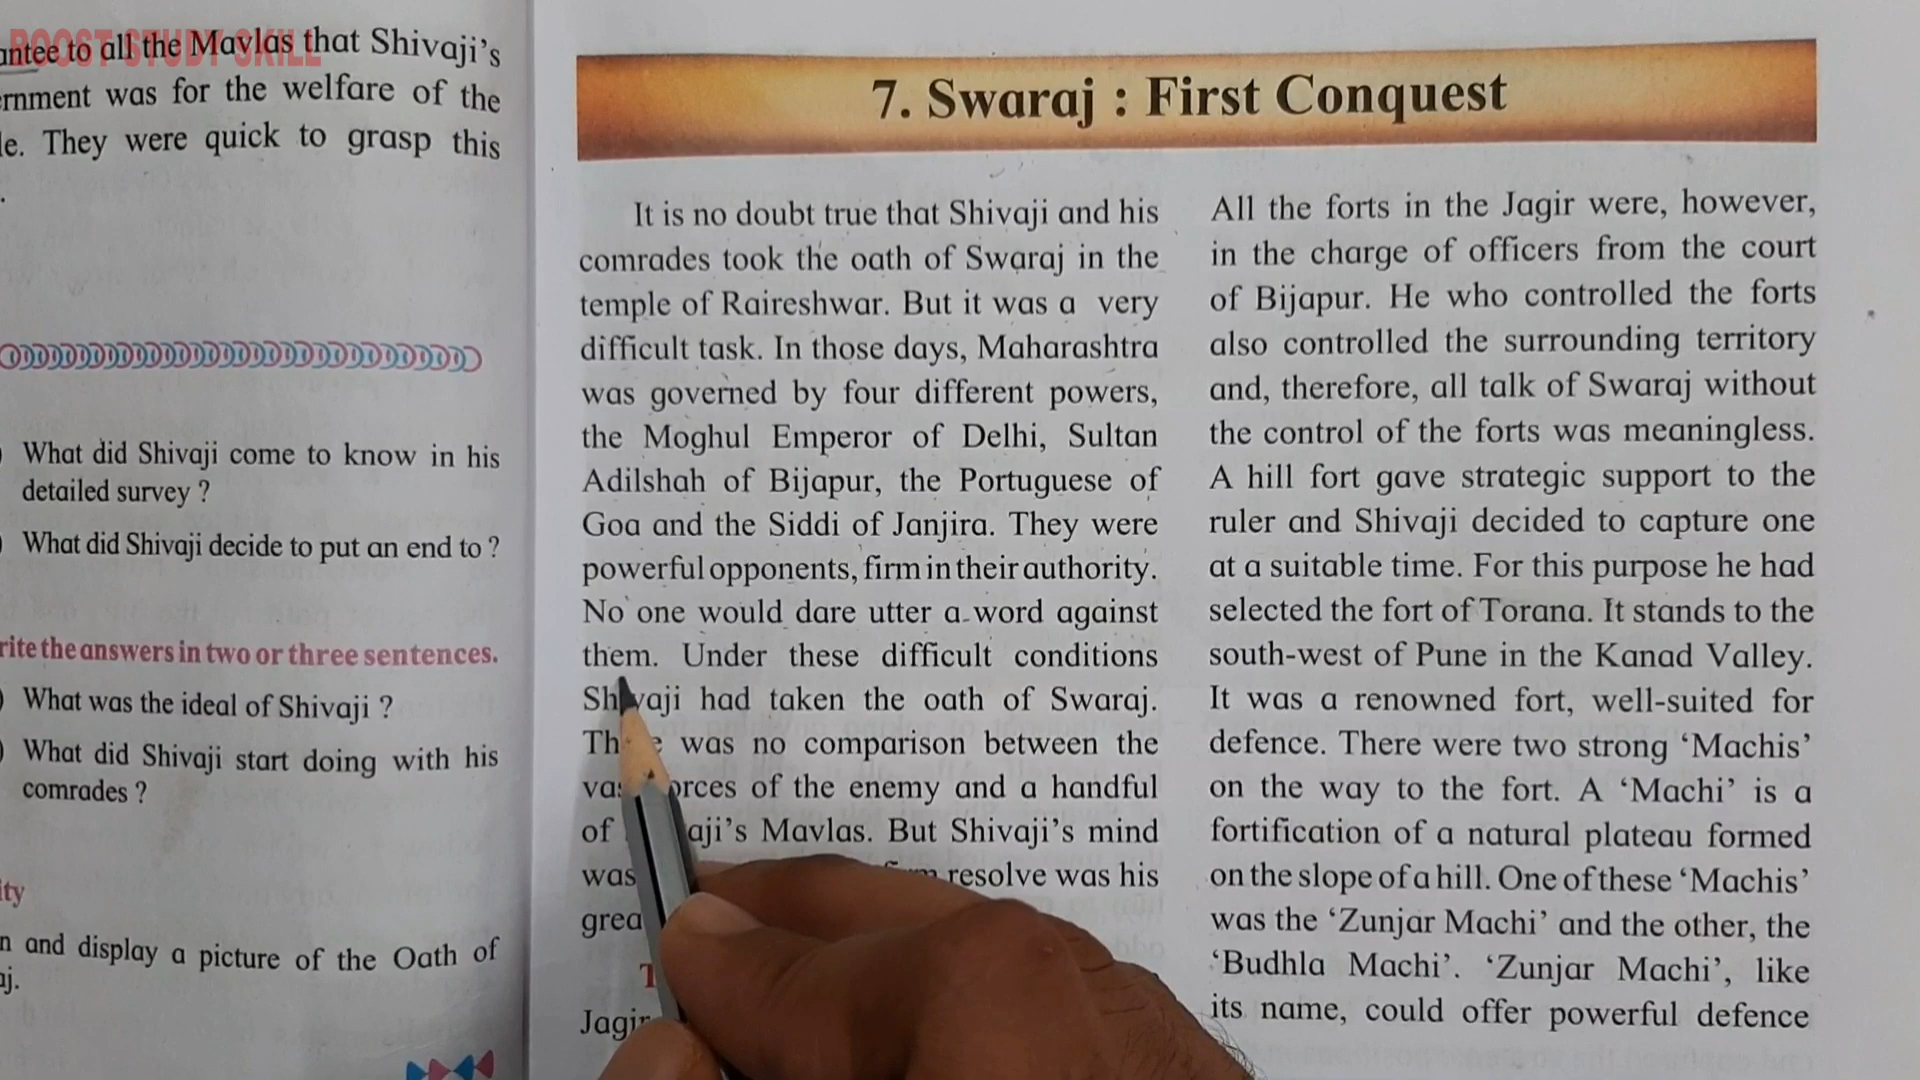 BOOST STUDY SKILL
antee to all the Mavlas that Shivaji's
ernment was for the welfare of the
le. They were quick to grasp this
.
What did Shivaji come to know in his
detailed survey ?
What did Shivaji decide to put an end to ?
rite the answers in two or three sentences.
What was the ideal of Shivaji ?
What did Shivaji start doing with his
comrades ?
ity
n and display a picture of the Oath of
aj.
7. Swaraj : First Conquest
It is no doubt true that Shivaji and his
comrades took the oath of Swaraj in the
temple of Raireshwar. But it was a very
difficult task. In those days, Maharashtra
was governed by four different powers,
the Moghul Emperor of Delhi, Sultan
Adilshah of Bijapur, the Portuguese of
Goa and the Siddi of Janjira. They were
powerful opponents, firm in their authority.
No one would dare utter a word against
them. Under these difficult conditions
Shivaji had taken the oath of Swaraj.
was no comparison between the
orces of the enemy and a handful
of aji's Mavlas. But Shivaji's mind
was resolve was his
grea
T
Jagir
All the forts in the Jagir were, however,
in the charge of officers from the court
of Bijapur. He who controlled the forts
also controlled the surrounding territory
and, therefore, all talk of Swaraj without
the control of the forts was meaningless.
A hill fort gave strategic support to the
ruler and Shivaji decided to capture one
at a suitable time. For this purpose he had
selected the fort of Torana. It stands to the
south-west of Pune in the Kanad Valley.
It was a renowned fort, well-suited for
defence. There were two strong 'Machis'
on the way to the fort. A 'Machi' is a
fortification of a natural plateau formed
on the slope of a hill. One of these 'Machis'
was the 'Zunjar Machi' and the other, the
'Budhla Machi'. 'Zunjar Machi', like
its name, could offer powerful defence